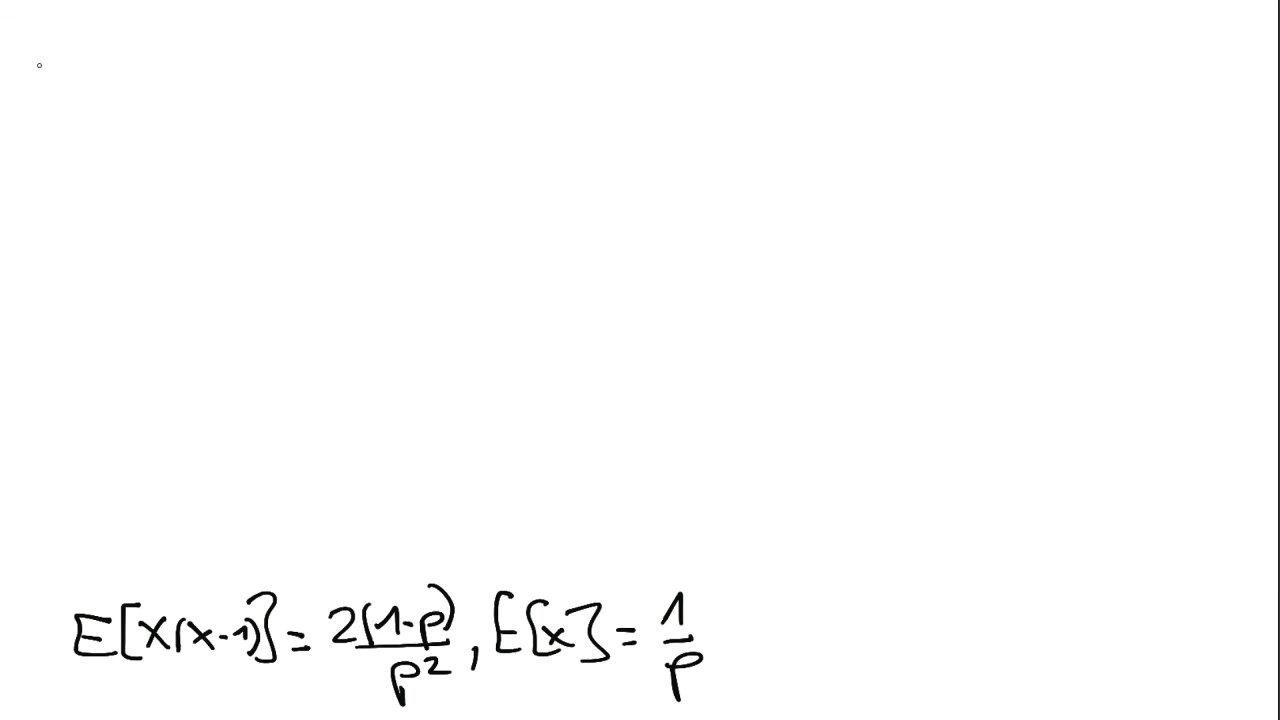 E[X(X-1)] = 2(1-p)/p², E[X] = 1/p